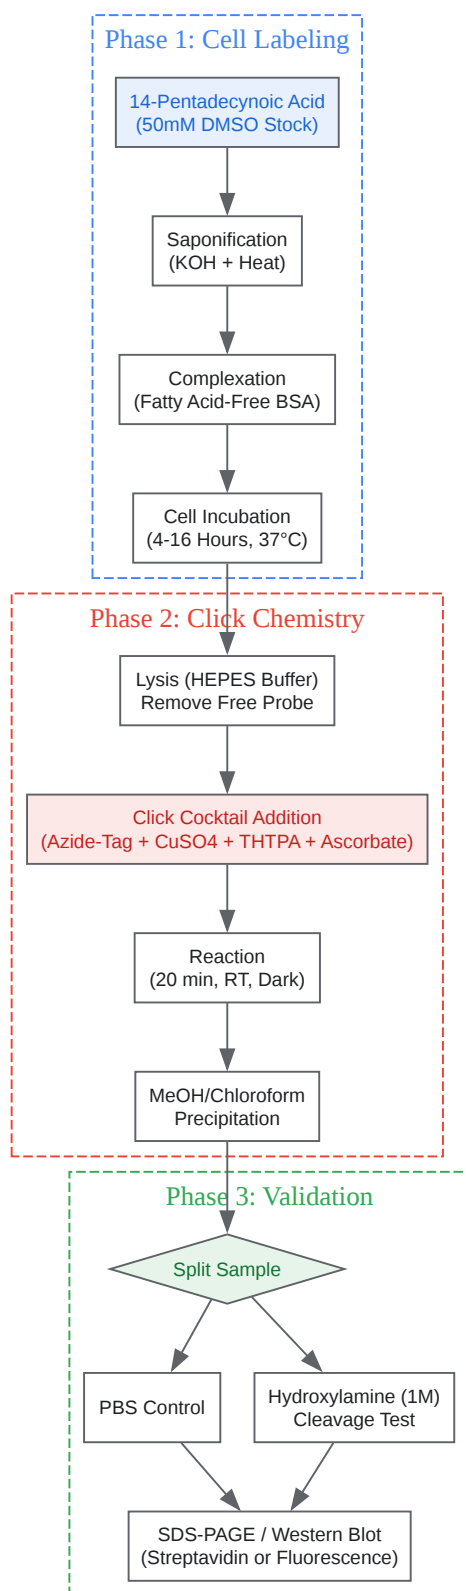 Phase 1: Cell Labeling
14-Pentadecynoic Acid
(50mM DMSO Stock)
Saponification
(KOH + Heat)
Complexation
(Fatty Acid-Free BSA)
Cell Incubation
(4-16 Hours, 37°C)
Phase 2: Click Chemistry
Lysis (HEPES Buffer)
Remove Free Probe
Click Cocktail Addition
(Azide-Tag + CuSO4 + THTPA + Ascorbate)
Reaction
(20 min, RT, Dark)
MeOH/Chloroform
Precipitation
Phase 3: Validation
Split Sample
PBS Control
Hydroxylamine (1M)
Cleavage Test
SDS-PAGE / Western Blot
(Streptavidin or Fluorescence)